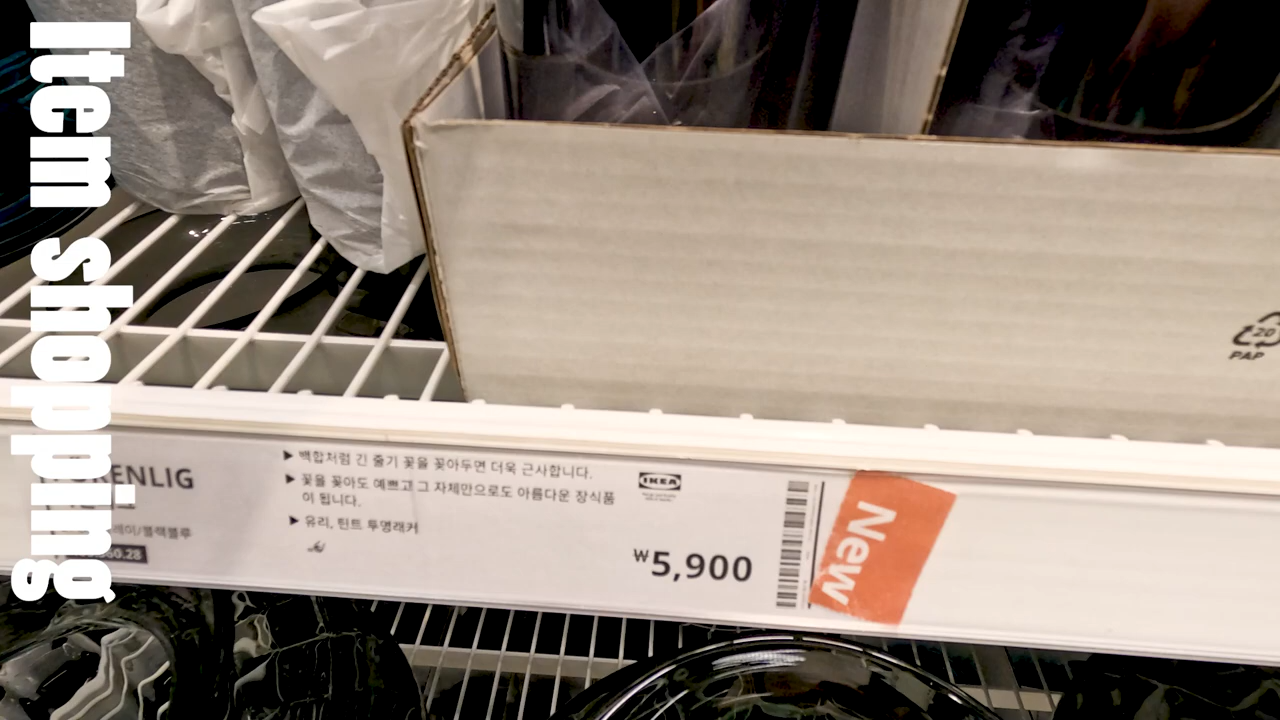 Item shopping
▶ 백합처럼 긴 줄기 꽃을 꽂아두면 더욱 근사합니다.
▶ 꽃을 꽂아도 예쁘고 그 자체만으로도 아름다운 장식품
이 됩니다.
▶ 유리, 틴트 투명래커
IKEA
₩5,900
New
20
PAP